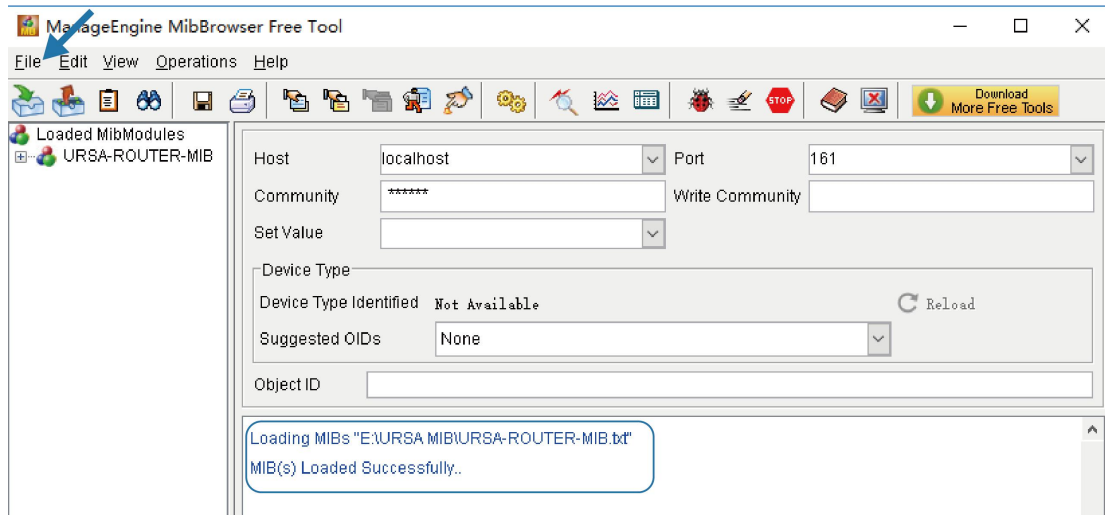 ManageEngine MibBrowser Free Tool
File Edit View Operations Help
STOP
Download
More Free Tools
Loaded MibModules
URSA-ROUTER-MIB
Host localhost Port 161
Community ****** Write Community
Set Value
Device Type
Device Type Identified Not Available Reload
Suggested OIDs None
Object ID
Loading MIBs "E:\URSA MIB\URSA-ROUTER-MIB.txt"
MIB(s) Loaded Successfully..